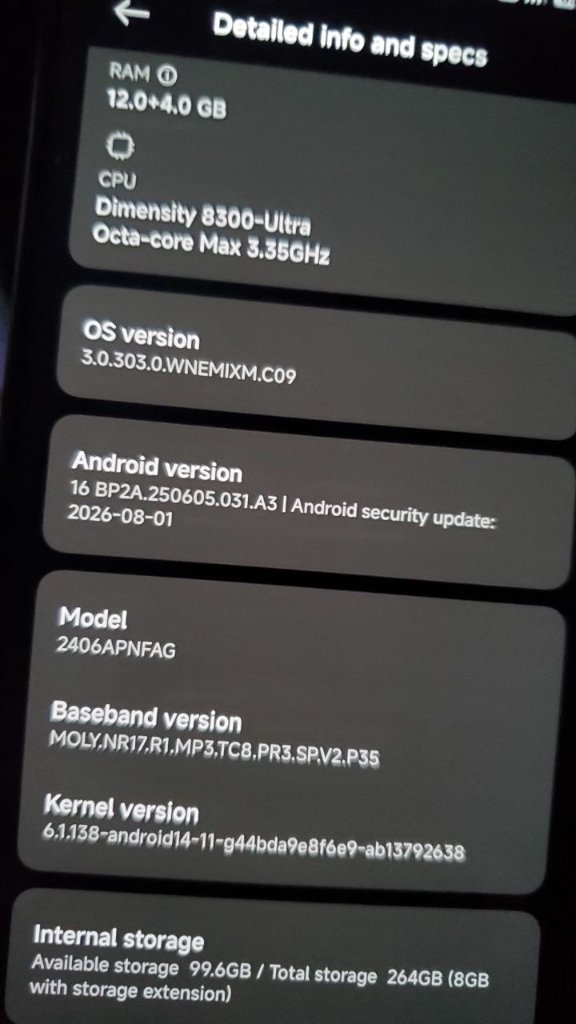 Detailed info and specs
RAM
12.0+4.0 GB
CPU
Dimensity 8300-Ultra
Octa-core Max 3.35GHz
OS version
3.0.303.0.WNEMIXM.C09
Android version
16 BP2A.250605.031.A3 | Android security update:
2026-08-01
Model
2406APNFAG
Baseband version
MOLY.NR17.R1.MP3.TC8.PR3.SP.V2.P35
Kernel version
6.1.138-android14-11-g44bda9e8f6e9-ab13792638
Internal storage
Available storage 99.6GB / Total storage 264GB (8GB
with storage extension)